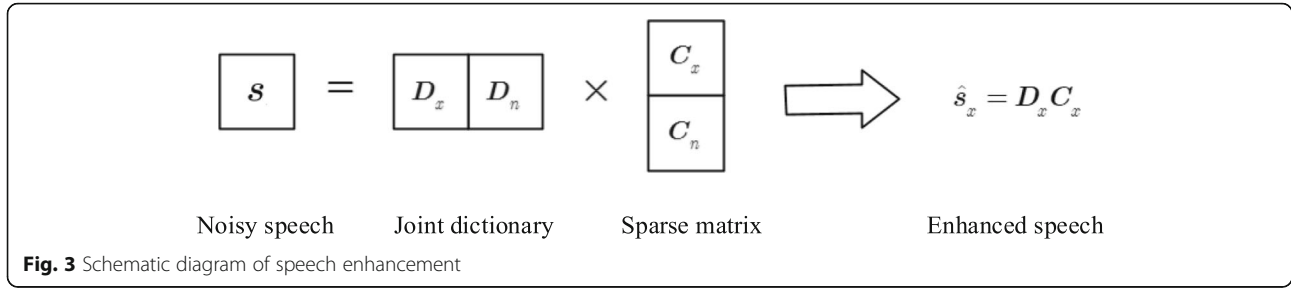 s = D_x D_n × C_x ŝ_x = D_x C_x
C_n
Noisy speech Joint dictionary Sparse matrix Enhanced speech
Fig. 3 Schematic diagram of speech enhancement